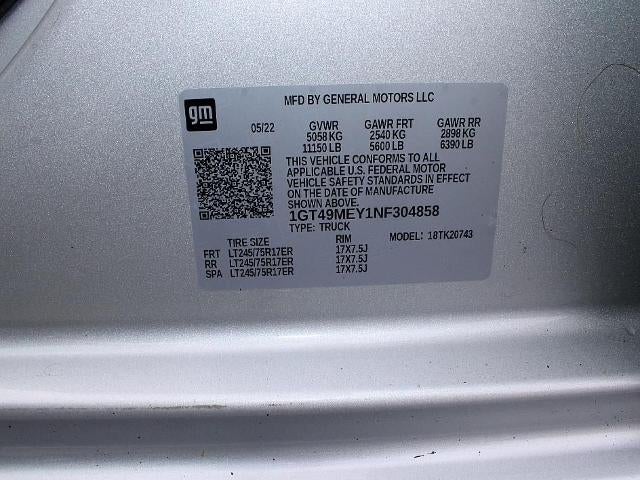 gm
MFD BY GENERAL MOTORS LLC
05/22 GVWR GAWR FRT GAWR RR
5058 KG 2540 KG 2898 KG
11150 LB 5600 LB 6390 LB
THIS VEHICLE CONFORMS TO ALL
APPLICABLE U.S. FEDERAL MOTOR
VEHICLE SAFETY STANDARDS IN EFFECT
ON THE DATE OF MANUFACTURE
SHOWN ABOVE.
1GT49MEY1NF304858
TYPE: TRUCK
TIRE SIZE RIM MODEL: 18TK20743
FRT LT245/75R17ER 17X7.5J
RR LT245/75R17ER 17X7.5J
SPA LT245/75R17ER 17X7.5J